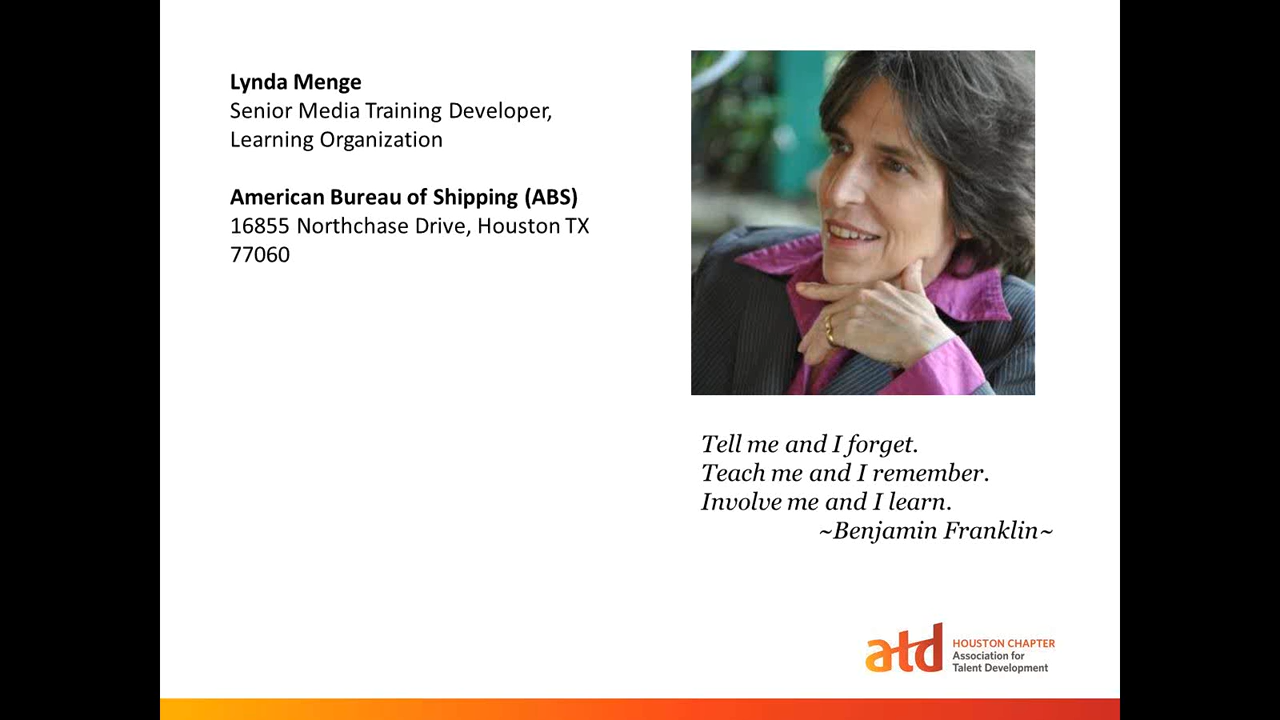 Lynda Menge
Senior Media Training Developer,
Learning Organization
American Bureau of Shipping (ABS)
16855 Northchase Drive, Houston TX
77060
Tell me and I forget.
Teach me and I remember.
Involve me and I learn.
~Benjamin Franklin~
atd
HOUSTON CHAPTER
Association for
Talent Development